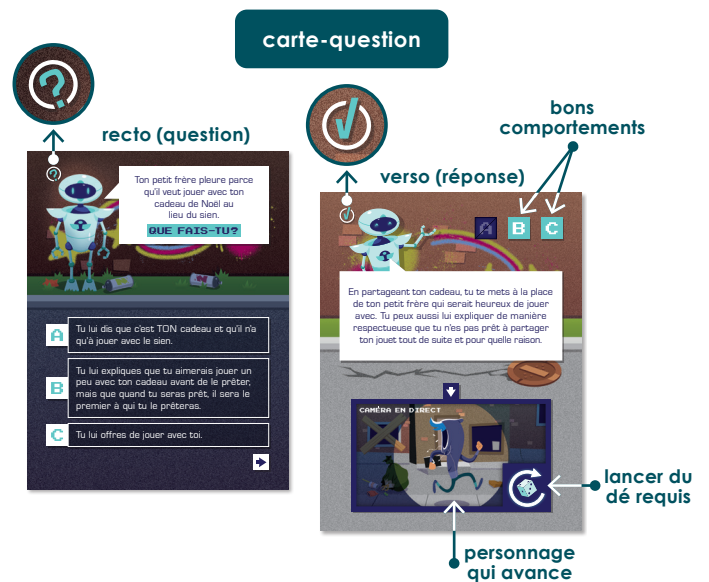 carte-question
recto (question)
Ton petit frère pleure parce
qu'il veut jouer avec ton
cadeau de Noël au
lieu du sien.
QUE FAIS-TU?
A
Tu lui dis que c'est TON cadeau et qu'il n'a
qu'à jouer avec le sien.
B
Tu lui expliques que tu aimerais jouer un
peu avec ton cadeau avant de le prêter,
mais que quand tu seras prêt, il sera le
premier à qui tu le prêteras.
C
Tu lui offres de jouer avec toi.
verso (réponse)
bons
comportements
A B C
En partageant ton cadeau, tu te mets à la place
de ton petit frère qui serait heureux de jouer
avec. Tu peux aussi lui expliquer de manière
respectueuse que tu n'es pas prêt à partager
ton jouet tout de suite et pour quelle raison.
CAMÉRA EN DIRECT
lancer du
dé requis
personnage
qui avance